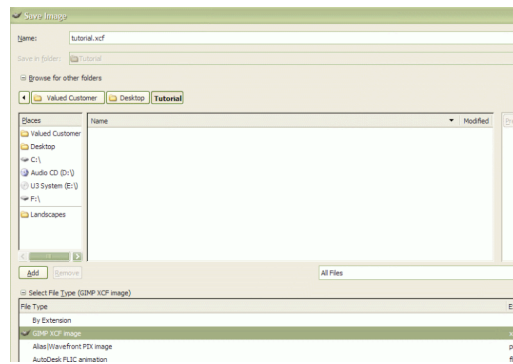 Save Image
Name: tutorial.xcf
Save in folder: Tutorial
Browse for other folders
Valued Customer Desktop Tutorial
Places Name Modified
Valued Customer
Desktop
C:\
Audio CD (D:\)
U3 System (E:\)
F:\
Landscapes
Add Remove All Files
Select File Type (GIMP XCF image)
File Type
By Extension
GIMP XCF image
Alias|Wavefront PIX image
AutoDesk FLIC animation